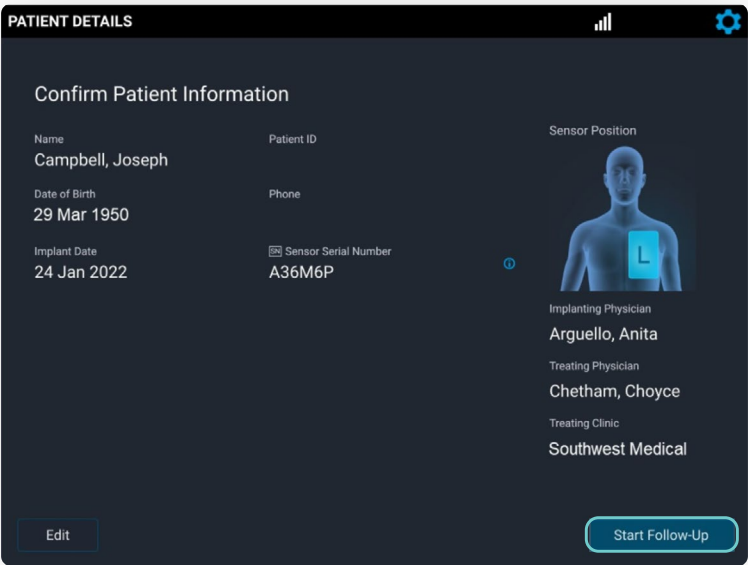 PATIENT DETAILS
Confirm Patient Information
Name
Campbell, Joseph
Patient ID
Date of Birth
29 Mar 1950
Phone
Implant Date
24 Jan 2022
SN Sensor Serial Number
A36M6P
Sensor Position
L
Implanting Physician
Arguello, Anita
Treating Physician
Chetham, Choyce
Treating Clinic
Southwest Medical
Edit
Start Follow-Up